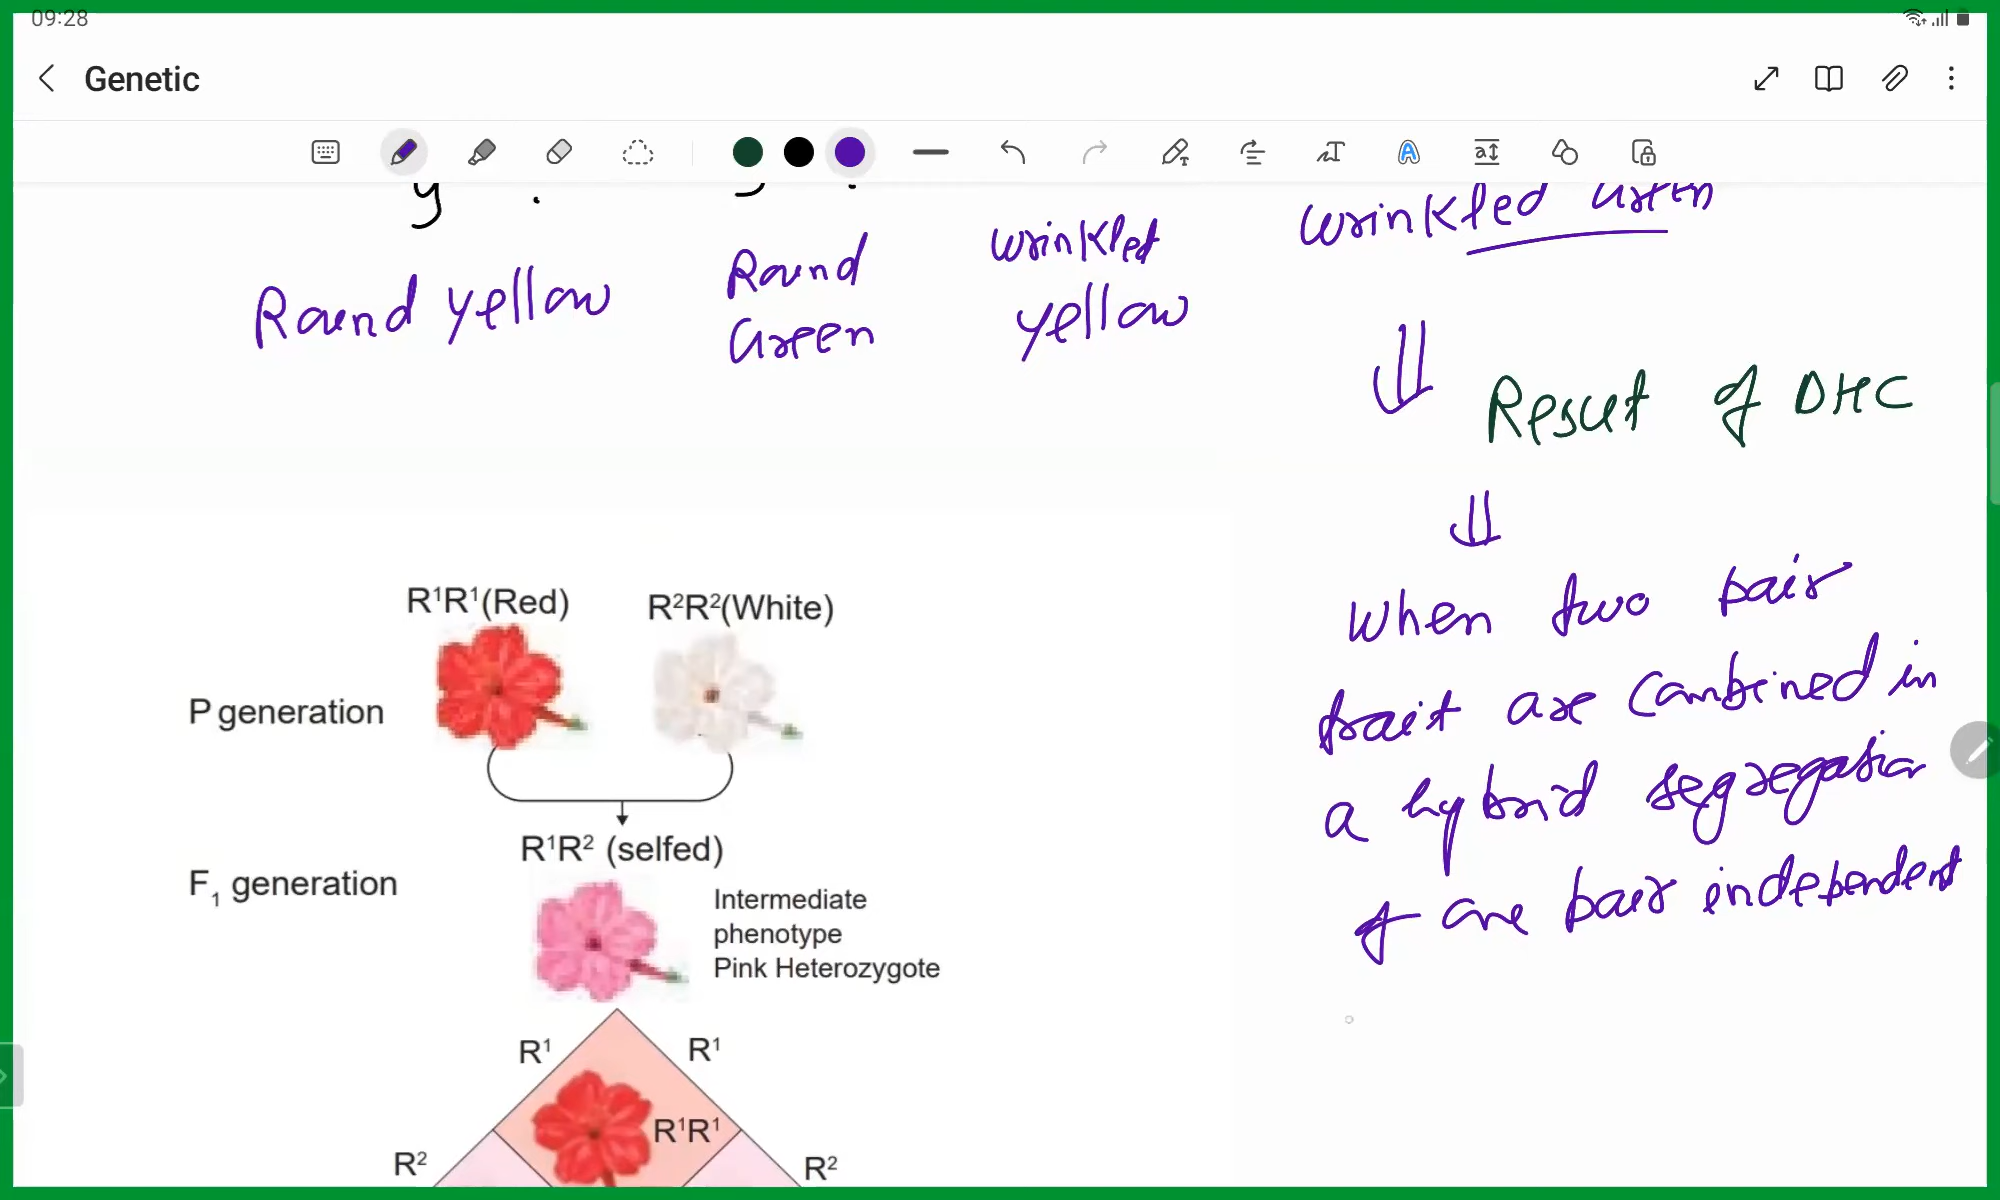 09:28
Genetic
Wrinkled Green
Round yellow
Round
Green
Wrinkled
yellow
Result of DHC
When two pair
trait are combined in
a hybrid segregation
of one pair independent
R¹R¹(Red)
R²R²(White)
P generation
R¹R² (selfed)
F₁ generation
Intermediate
phenotype
Pink Heterozygote
R¹
R¹
R¹R¹
R²
R²